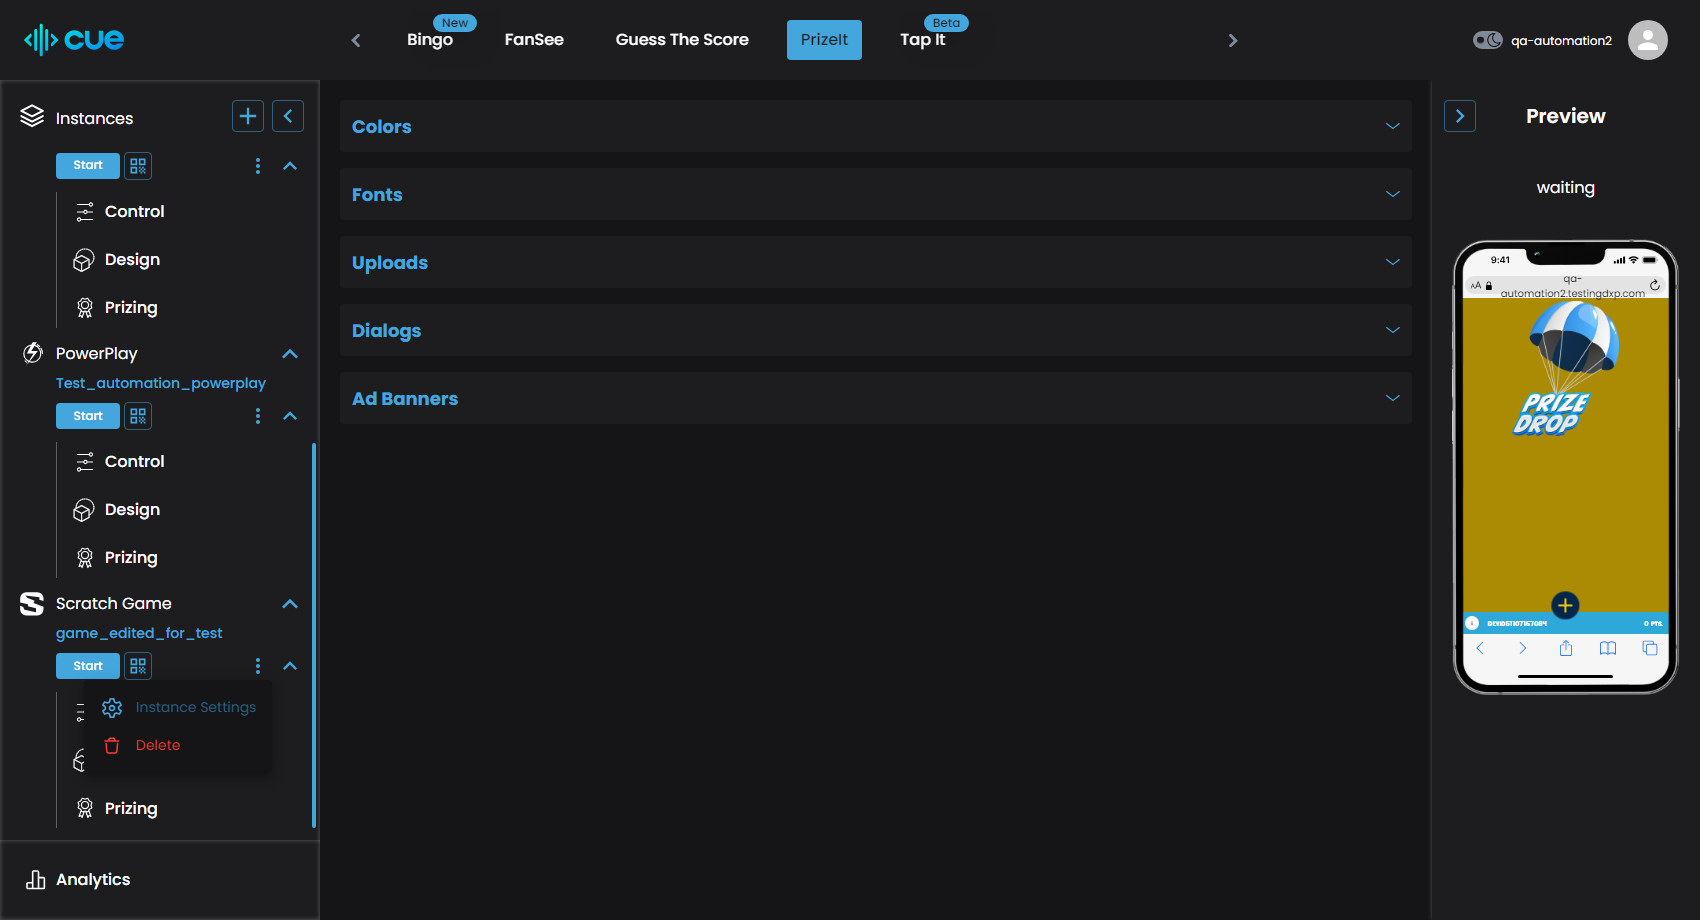 cue
Bingo
New
FanSee
Guess The Score
PrizeIt
Tap It
Beta
qa-automation2
Instances
Start
Control
Design
Prizing
PowerPlay
Test_automation_powerplay
Start
Control
Design
Prizing
Scratch Game
game_edited_for_test
Start
Instance Settings
Delete
Prizing
Analytics
Colors
Fonts
Uploads
Dialogs
Ad Banners
Preview
waiting
9:41
AA
qa-
automation2.testingdxp.com
PRIZE
DROP
0 PTS.